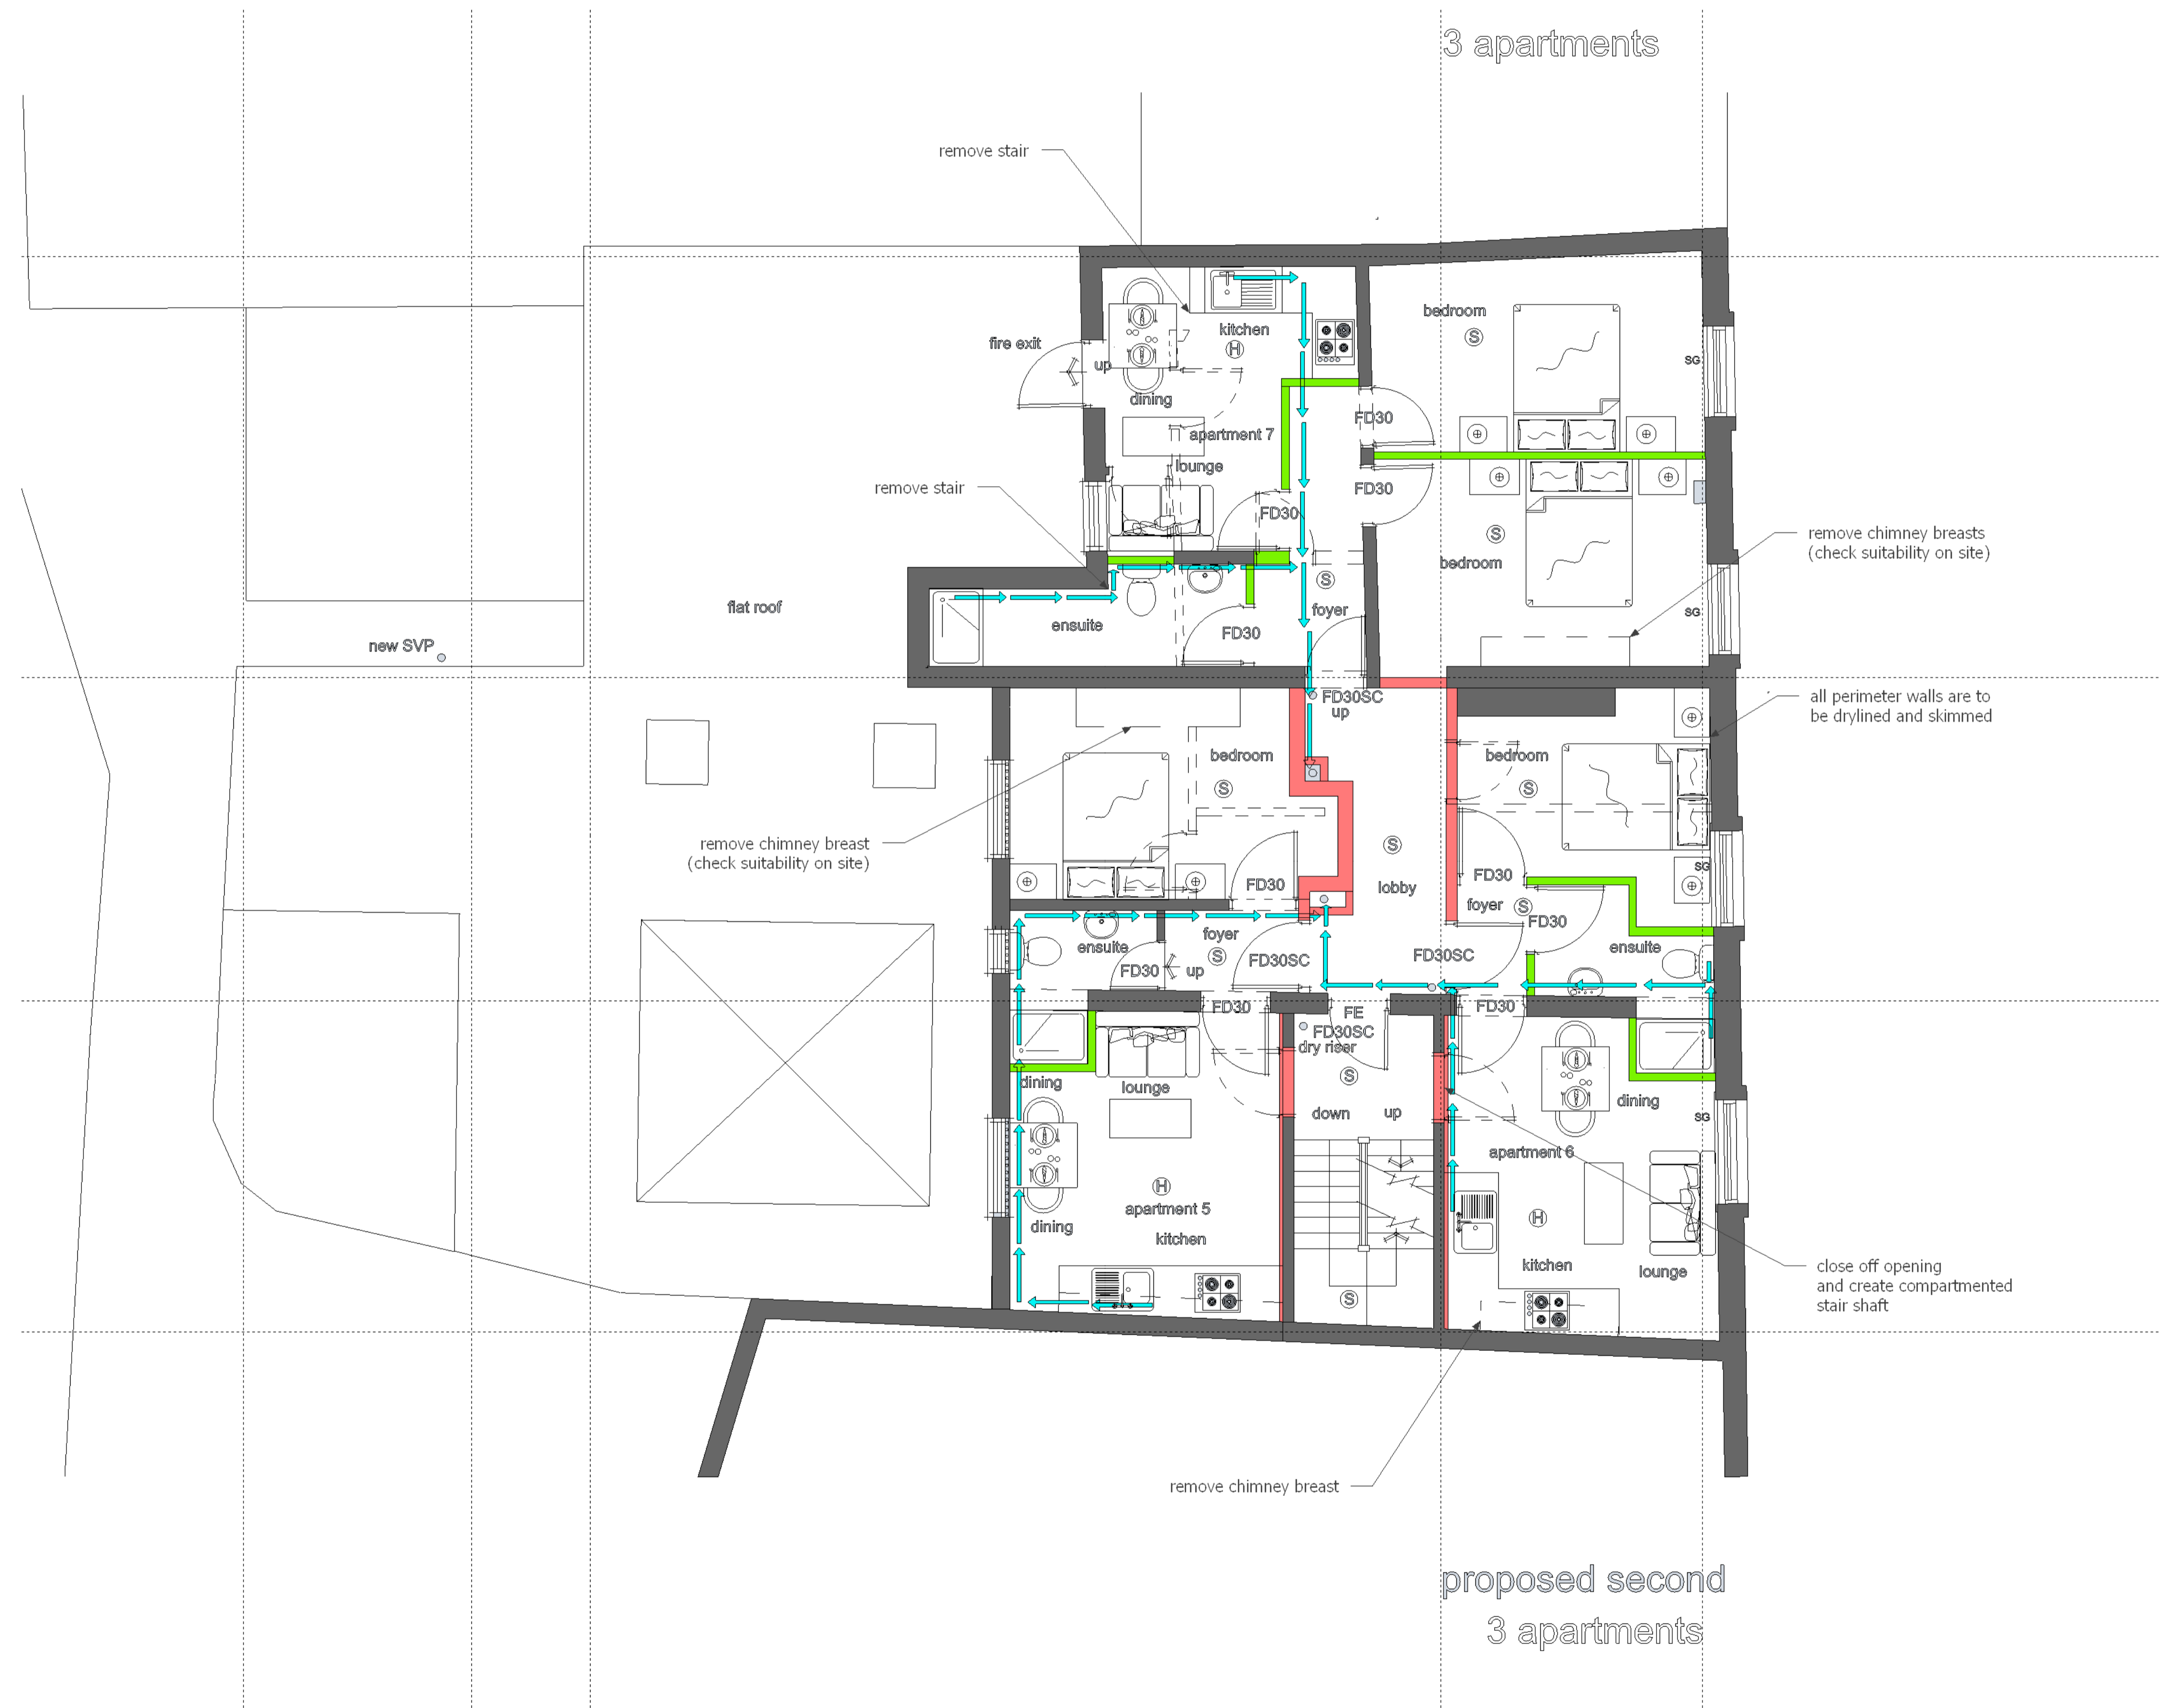 3 apartments
remove stair
bedroom
S
kitchen
H
fire exit
SG
up
dining
FD30
apartment 7
lounge
S
FD30
remove stair
FD30
S
remove chimney breasts
(check suitability on site)
bedroom
S
flat roof
foyer
SG
ensuite
FD30
new SVP
FD30SC
up
all perimeter walls are to
be drylined and skimmed
bedroom
S
bedroom
S
remove chimney breast
(check suitability on site)
S
lobby
SG
FD30
FD30
foyer
S
FD30
foyer
ensuite
S
ensuite
FD30SC
FD30SC
FD30
up
FD30
FE
FD30
FD30SC
dry riser
S
dining
lounge
dining
down
up
SG
apartment 6
H
apartment 5
H
dining
kitchen
kitchen
lounge
close off opening
and create compartmented
stair shaft
S
remove chimney breast
proposed second
3 apartments